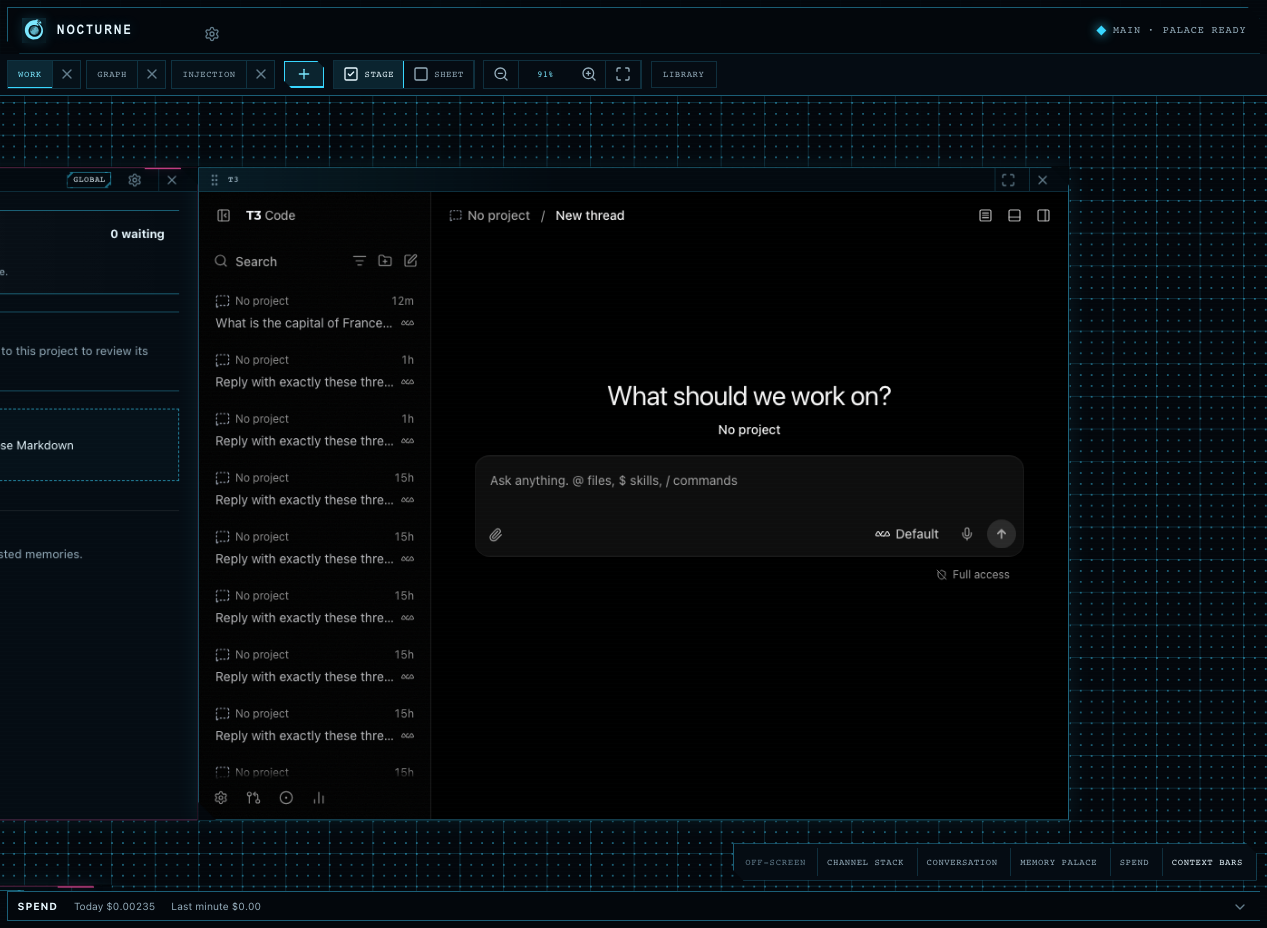 NOCTURNE
MAIN · PALACE READY
WORK
GRAPH
INJECTION
STAGE
SHEET
91%
LIBRARY
GLOBAL
0 waiting
e.
to this project to review its
se Markdown
sted memories.
T3
T3 Code
Search
No project 12m
What is the capital of France...
No project 1h
Reply with exactly these thre...
No project 1h
Reply with exactly these thre...
No project 15h
Reply with exactly these thre...
No project 15h
Reply with exactly these thre...
No project 15h
Reply with exactly these thre...
No project 15h
Reply with exactly these thre...
No project 15h
Reply with exactly these thre...
No project 15h
No project / New thread
What should we work on?
No project
Ask anything. @ files, $ skills, / commands
Default
Full access
OFF-SCREEN
CHANNEL STACK
CONVERSATION
MEMORY PALACE
SPEND
CONTEXT BARS
SPEND Today $0.00235 Last minute $0.00